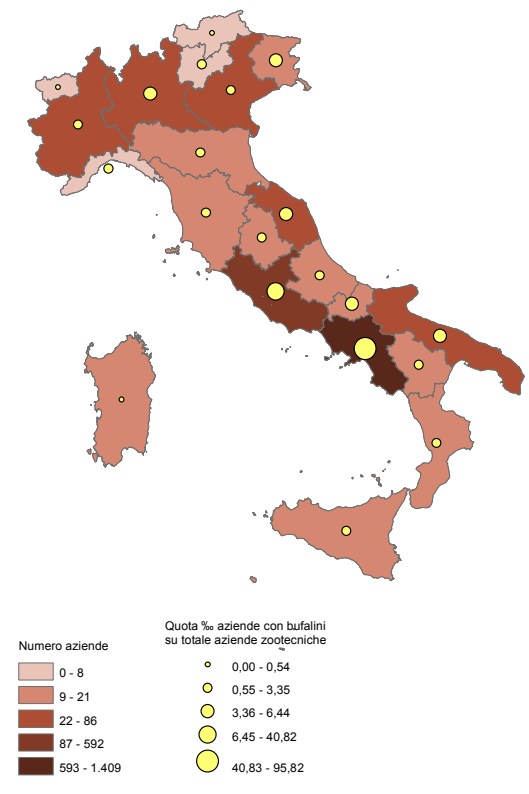 Quota ‰ aziende con bufalini
su totale aziende zootecniche
Numero aziende
0 - 8
9 - 21
22 - 86
87 - 592
593 - 1.409
0,00 - 0,54
0,55 - 3,35
3,36 - 6,44
6,45 - 40,82
40,83 - 95,82